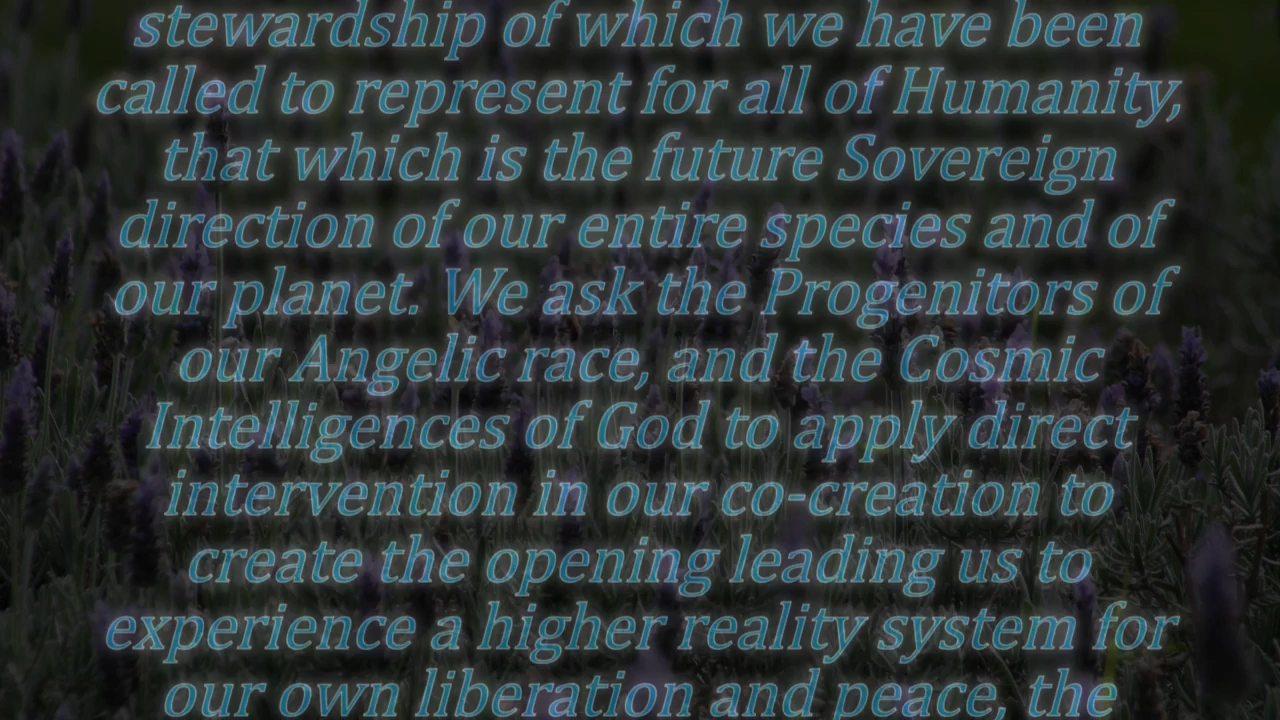 stewardship of which we have been
called to represent for all of Humanity,
that which is the future Sovereign
direction of our entire species and of
our planet. We ask the Progenitors of
our Angelic race, and the Cosmic
Intelligences of God to apply direct
intervention in our co-creation to
create the opening leading us to
experience a higher reality system for
our own liberation and peace, the